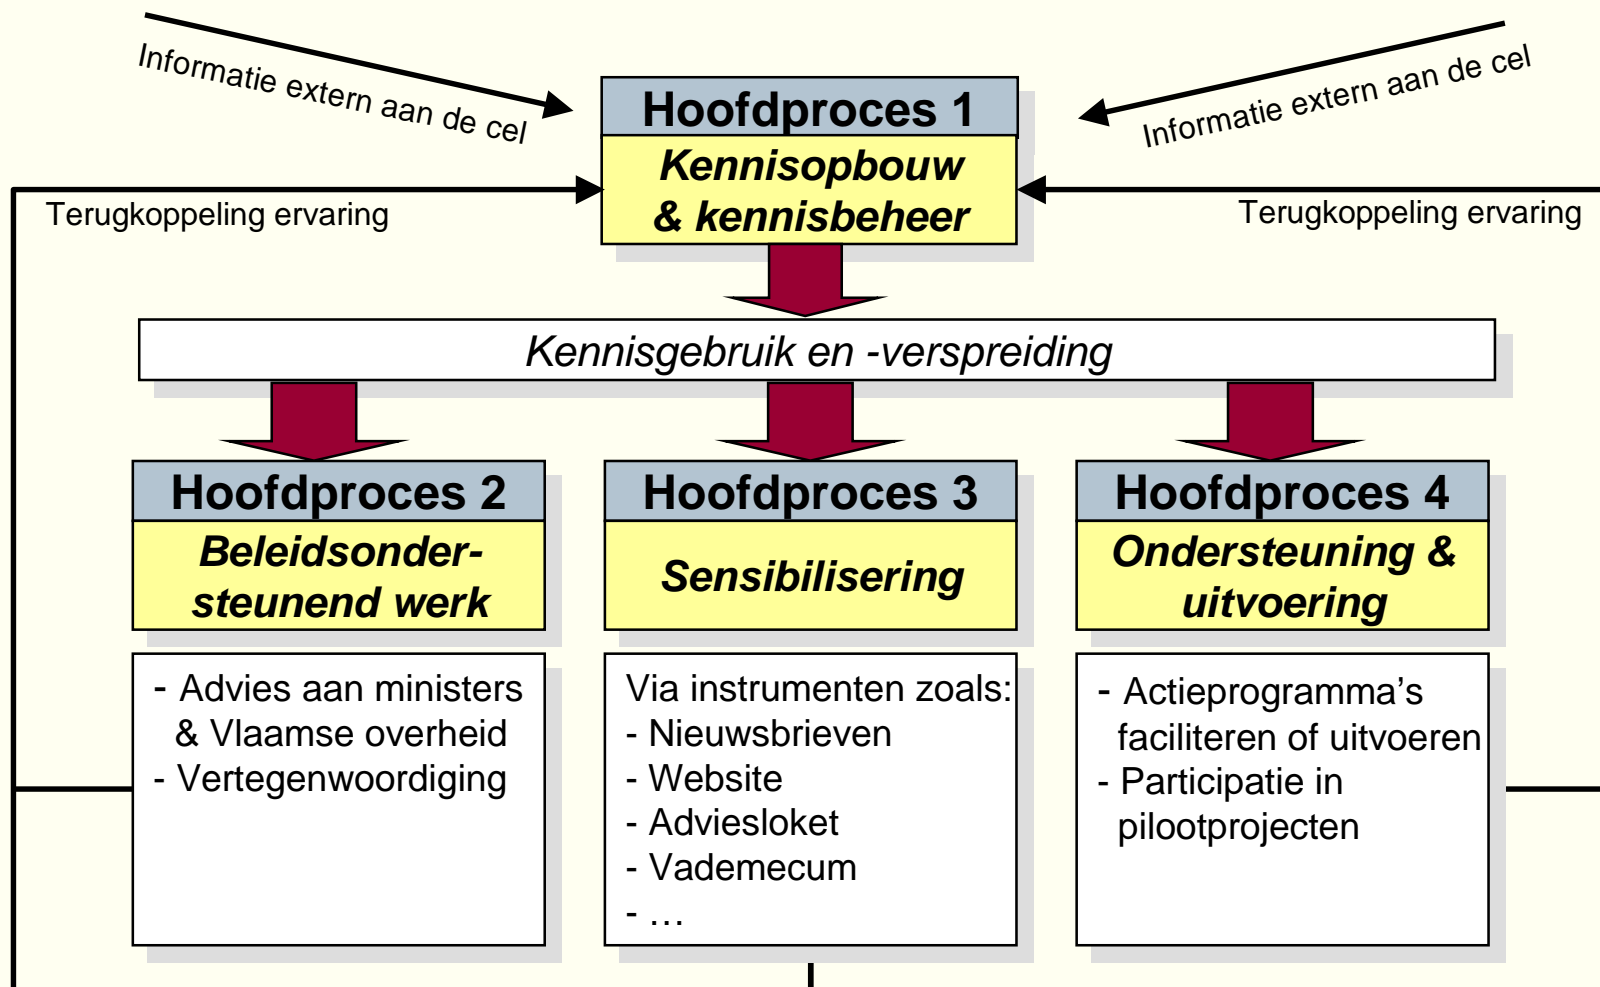 Informatie extern aan de cel
Informatie extern aan de cel
Hoofdproces 1
Kennisopbouw
& kennisbeheer
Terugkoppeling ervaring
Terugkoppeling ervaring
Kennisgebruik en -verspreiding
Hoofdproces 2
Beleidsonder-
steunend werk
- Advies aan ministers
& Vlaamse overheid
- Vertegenwoordiging
Hoofdproces 3
Sensibilisering
Via instrumenten zoals:
- Nieuwsbrieven
- Website
- Adviesloket
- Vademecum
- …
Hoofdproces 4
Ondersteuning &
uitvoering
- Actieprogramma’s
faciliteren of uitvoeren
- Participatie in
pilootprojecten